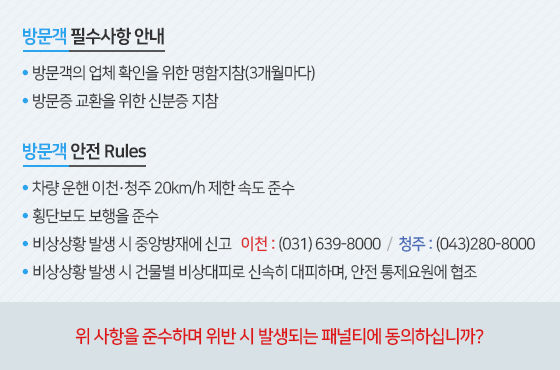 방문객 필수사항 안내
• 방문객의 업체 확인을 위한 명함지참(3개월마다)
• 방문증 교환을 위한 신분증 지참
방문객 안전 Rules
• 차량 운핸 이천·청주 20km/h 제한 속도 준수
• 횡단보도 보행을 준수
• 비상상황 발생 시 중앙방재에 신고 이천 : (031) 639-8000 / 청주 : (043)280-8000
• 비상상황 발생 시 건물별 비상대피로 신속히 대피하며, 안전 통제요원에 협조
위 사항을 준수하며 위반 시 발생되는 패널티에 동의하십니까?